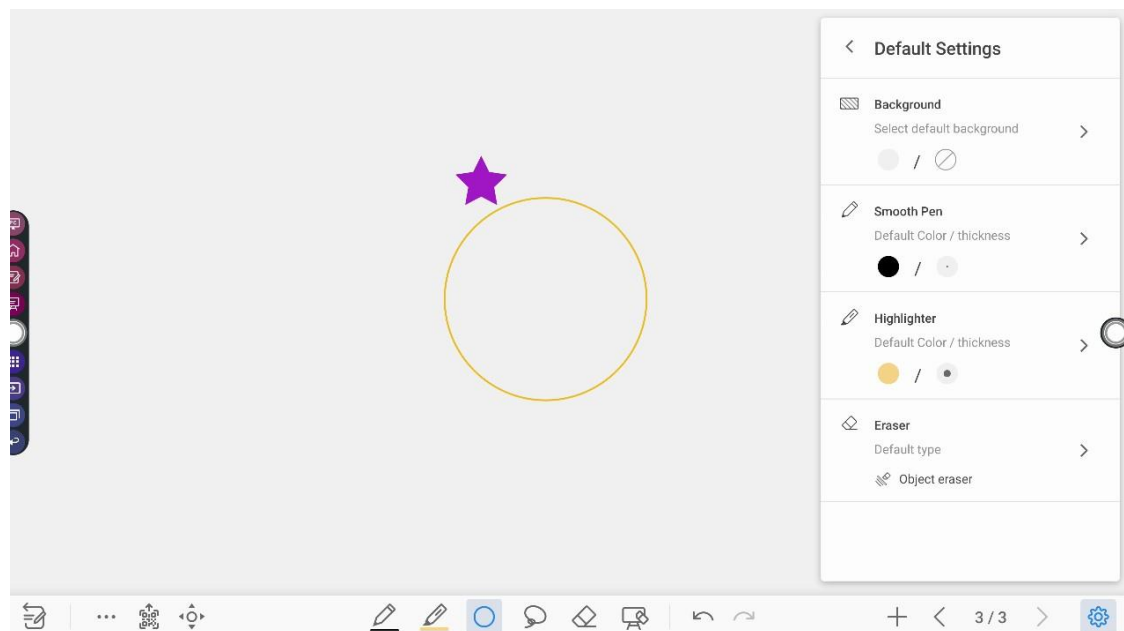 Default Settings
Background
Select default background
/
Smooth Pen
Default Color / thickness
/
Highlighter
Default Color / thickness
/
Eraser
Default type
Object eraser
3 / 3